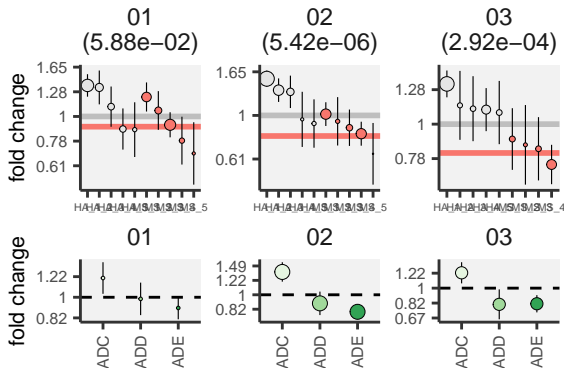 01
(5.88e−02)
02
(5.42e−06)
03
(2.92e−04)
fold change
1.65
1.28
1
0.78
0.61
1.65
1
0.61
1.28
1
0.78
01
02
03
fold change
1.22
1
0.82
1.49
1.22
1
0.82
1.22
1
0.82
0.67
ADC
ADD
ADE
ADC
ADD
ADE
ADC
ADD
ADE